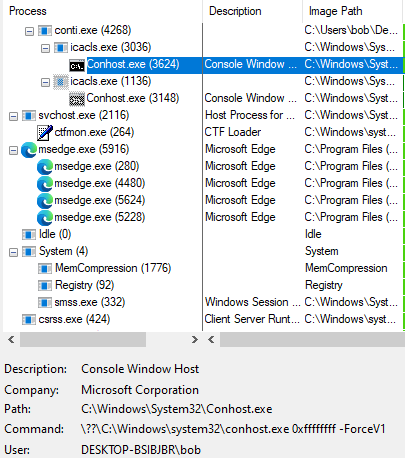 Process Description Image Path
conti.exe (4268) C:\Users\bob\De...
icacls.exe (3036) C:\Windows\Sys...
Conhost.exe (3624) Console Window ... C:\Windows\Syst...
icacls.exe (1136) C:\Windows\Sys...
Conhost.exe (3148) Console Window ... C:\Windows\Syst...
svchost.exe (2116) Host Process for ... C:\Windows\Syst...
ctfmon.exe (264) CTF Loader C:\Windows\syst...
msedge.exe (5916) Microsoft Edge C:\Program Files (...
msedge.exe (280) Microsoft Edge C:\Program Files (...
msedge.exe (4480) Microsoft Edge C:\Program Files (...
msedge.exe (5624) Microsoft Edge C:\Program Files (...
msedge.exe (5228) Microsoft Edge C:\Program Files (...
Idle (0) Idle
System (4) System
MemCompression (1776) MemCompression
Registry (92) Registry
smss.exe (332) Windows Session ... C:\Windows\Syst...
csrss.exe (424) Client Server Runt... C:\Windows\syst...
Description: Console Window Host
Company: Microsoft Corporation
Path: C:\Windows\System32\Conhost.exe
Command: \??\C:\Windows\system32\conhost.exe 0xffffffff -ForceV1
User: DESKTOP-BSIBJBR\bob